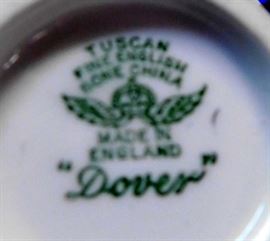 TUSCAN
FINE ENGLISH
BONE CHINA
MADE IN
ENGLAND
"Dover"